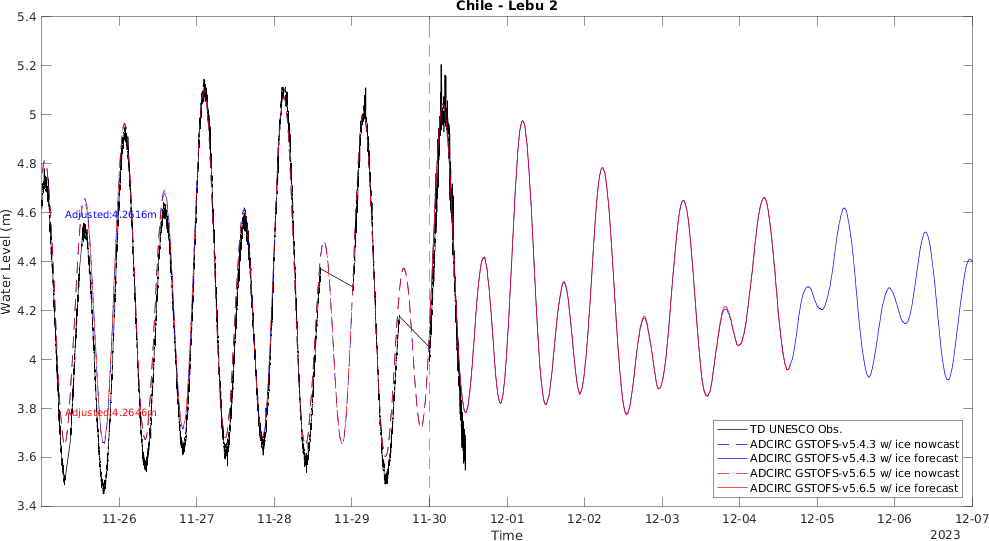 Chile - Lebu 2
5.4
5.2
5
4.8
4.6
4.4
4.2
4
3.8
3.6
3.4
Water Level (m)
Adjusted:4.2616m
Adjusted:4.2646m
TD UNESCO Obs.
ADCIRC GSTOFS-v5.4.3 w/ ice nowcast
ADCIRC GSTOFS-v5.4.3 w/ ice forecast
ADCIRC GSTOFS-v5.6.5 w/ ice nowcast
ADCIRC GSTOFS-v5.6.5 w/ ice forecast
11-26 11-27 11-28 11-29 11-30 12-01 12-02 12-03 12-04 12-05 12-06 12-07
Time
2023